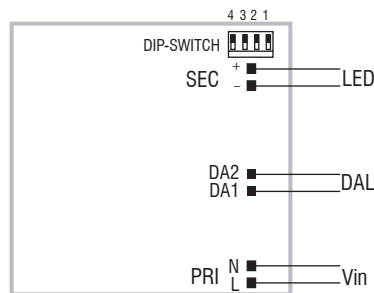 4 3 2 1
DIP-SWITCH
+
SEC
LED
–
DA2
DAL
DA1
N
PRI
Vin
L